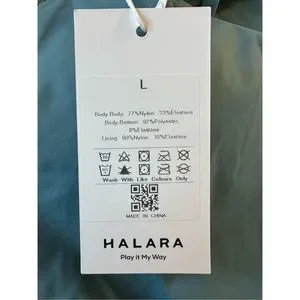 L
Body Body: 77%Nylon, 23%Elastane
Body-Bottom: 92%Polyester,
8%Elastane
Lining: 90%Nylon, 10%Elastane
Wash With Like Colours Only
MADE IN CHINA
HALARA
Play it My Way